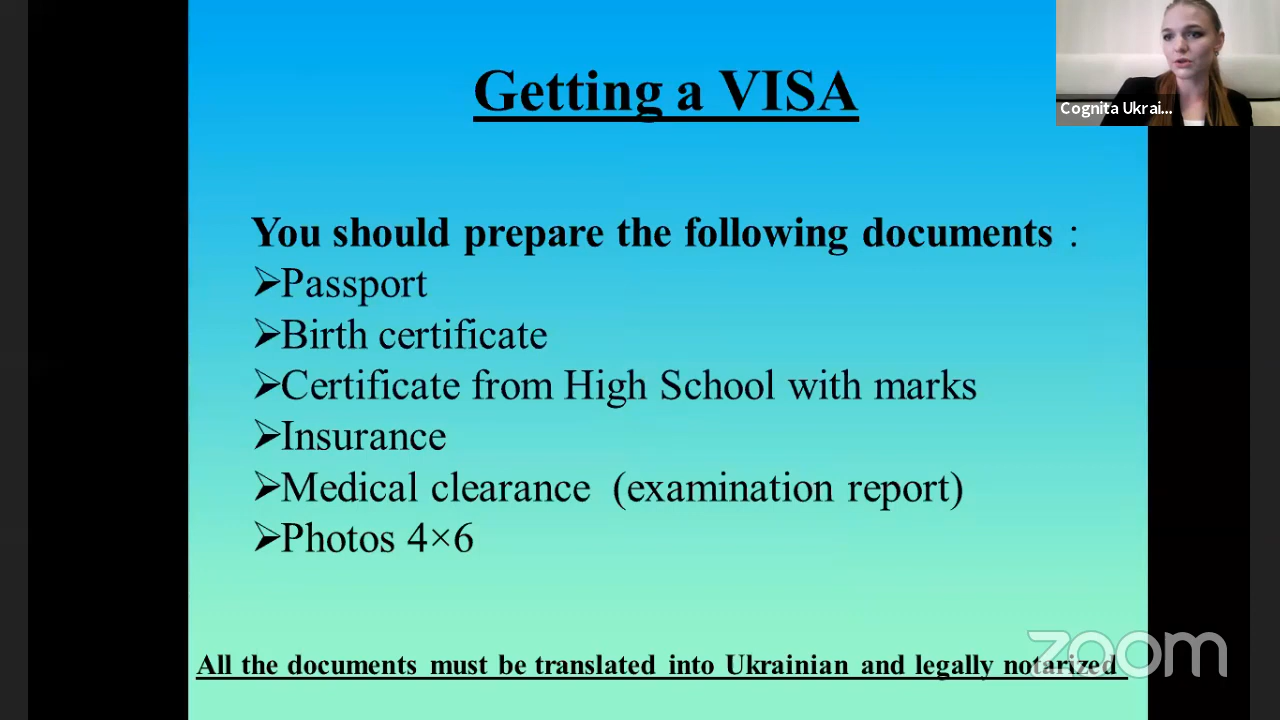 Getting a VISA
Cognita Ukrai...
You should prepare the following documents :
➢Passport
➢Birth certificate
➢Certificate from High School with marks
➢Insurance
➢Medical clearance (examination report)
➢Photos 4×6
All the documents must be translated into Ukrainian and legally notarized
zoom